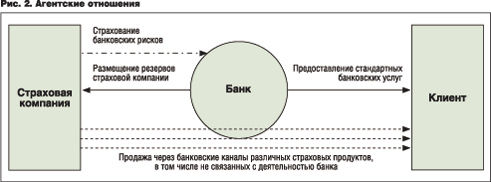 Рис. 2. Агентские отношения
Страхование
банковских рисков
Размещение резервов
страховой компании
Предоставление стандартных
банковских услуг
Страховая
компания
Банк
Клиент
Продажа через банковские каналы различных страховых продуктов,
в том числе не связанных с деятельностью банка